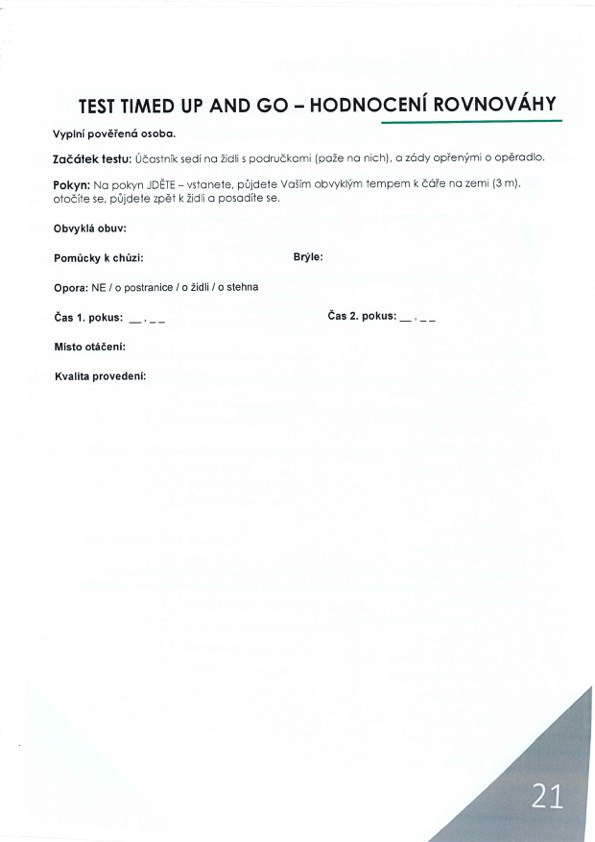 TEST TIMED UP AND GO – HODNOCENÍ ROVNOVÁHY
Vyplní pověřená osoba.
Začátek testu: Účastník sedí na židli s područkami (paže na nich), a zády opřenými o opěradlo.
Pokyn: Na pokyn JDĚTE – vstanete, půjdete Vaším obvyklým tempem k čáře na zemi (3 m),
otočíte se, půjdete zpět k židli a posadíte se.
Obvyklá obuv:
Pomůcky k chůzi: Brýle:
Opora: NE / o postranice / o židli / o stehna
Čas 1. pokus: __ . _ _ Čas 2. pokus: __ . _ _
Místo otáčení:
Kvalita provedení:
21